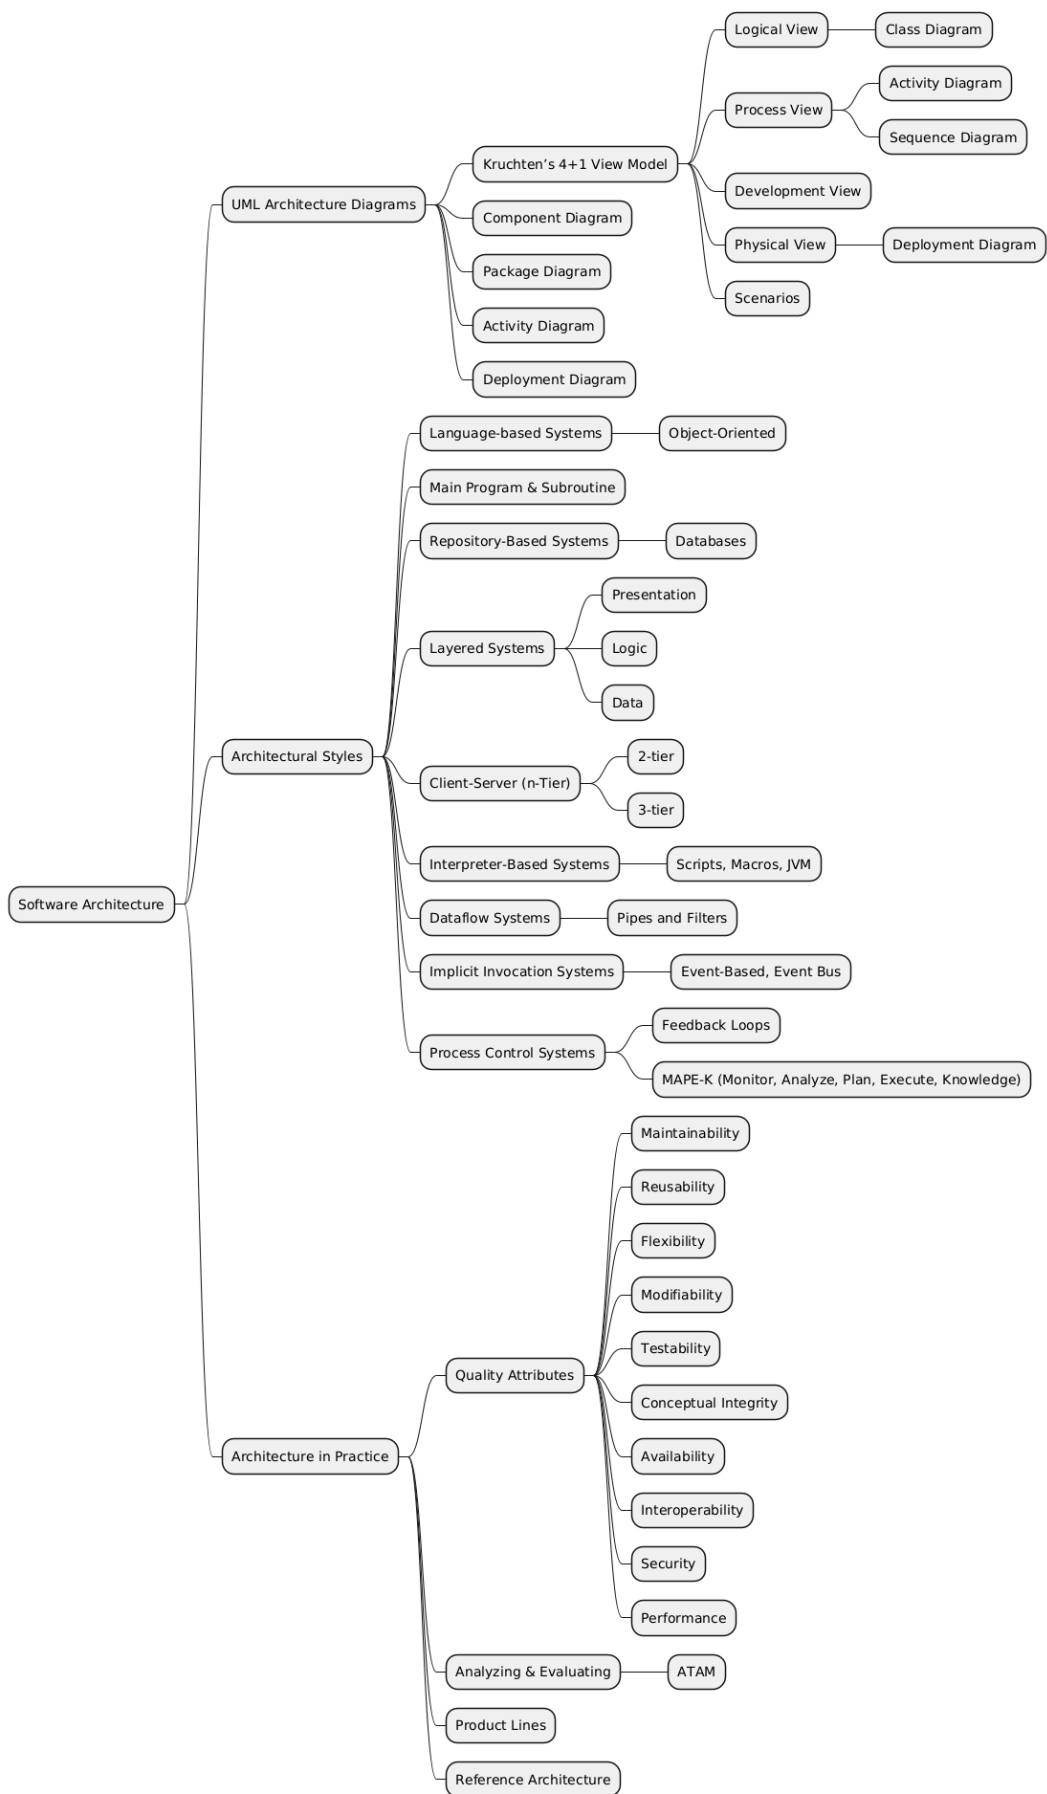 Logical View
Class Diagram
Process View
Activity Diagram
Sequence Diagram
Kruchten’s 4+1 View Model
Development View
UML Architecture Diagrams
Component Diagram
Physical View
Deployment Diagram
Package Diagram
Scenarios
Activity Diagram
Deployment Diagram
Language-based Systems
Object-Oriented
Main Program & Subroutine
Repository-Based Systems
Databases
Presentation
Layered Systems
Logic
Data
Architectural Styles
2-tier
Client-Server (n-Tier)
3-tier
Interpreter-Based Systems
Scripts, Macros, JVM
Software Architecture
Dataflow Systems
Pipes and Filters
Implicit Invocation Systems
Event-Based, Event Bus
Feedback Loops
Process Control Systems
MAPE-K (Monitor, Analyze, Plan, Execute, Knowledge)
Maintainability
Reusability
Flexibility
Modifiability
Testability
Quality Attributes
Conceptual Integrity
Availability
Architecture in Practice
Interoperability
Security
Performance
Analyzing & Evaluating
ATAM
Product Lines
Reference Architecture